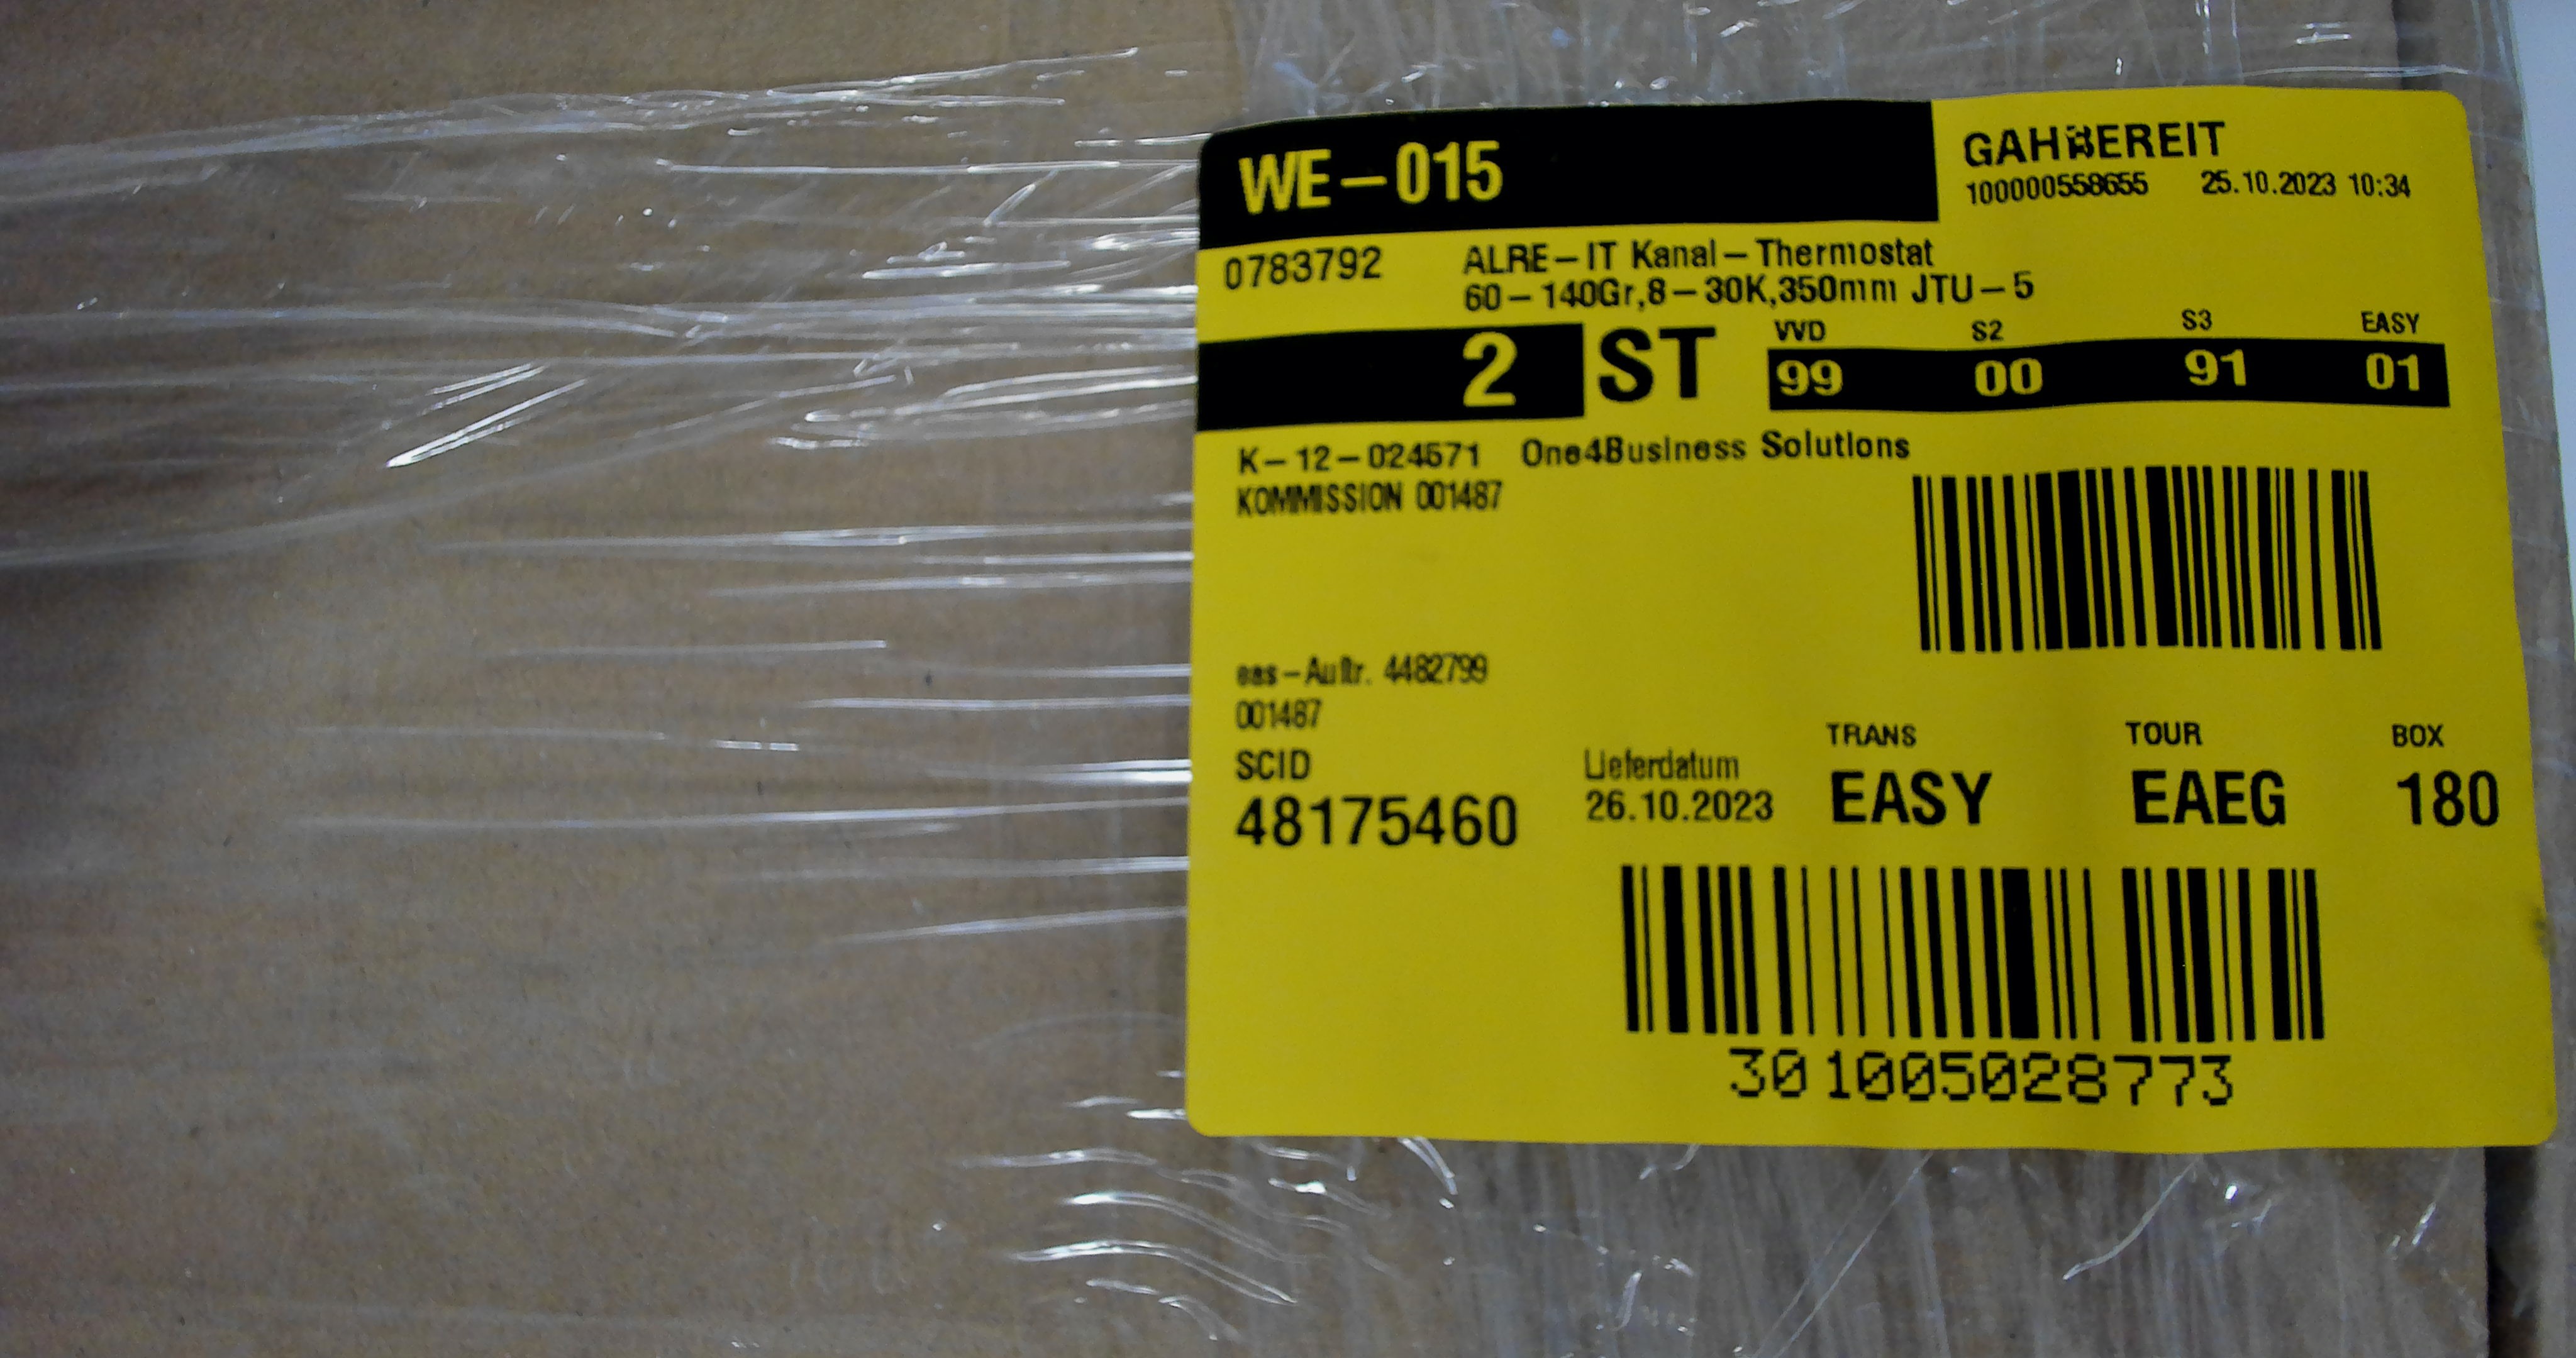 WE-015
GAHBEREIT
100000558655 25.10.2023 10:34
0783792 ALRE-IT Kanal-Thermostat
60-140Gr,8-30K,350mm JTU-5
VVD S2 S3 EASY
2 ST 99 00 91 01
K-12-024571 One4Business Solutions
KOMMISSION 001487
eas-Auftr. 4482799
001487
SCID Lieferdatum TRANS TOUR BOX
48175460 26.10.2023 EASY EAEG 180
301005028773